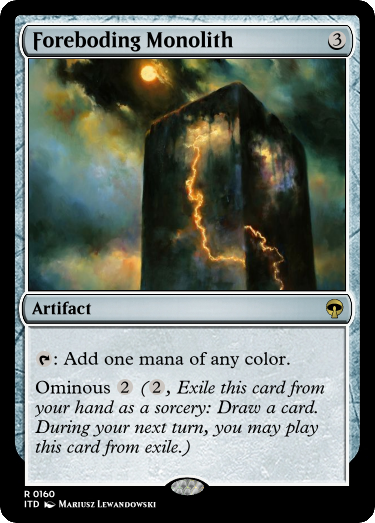 Foreboding Monolith 3
Artifact
: Add one mana of any color.
Ominous 2 (2, Exile this card from
your hand as a sorcery: Draw a card.
During your next turn, you may play
this card from exile.)
R 0160
ITD Mariusz Lewandowski